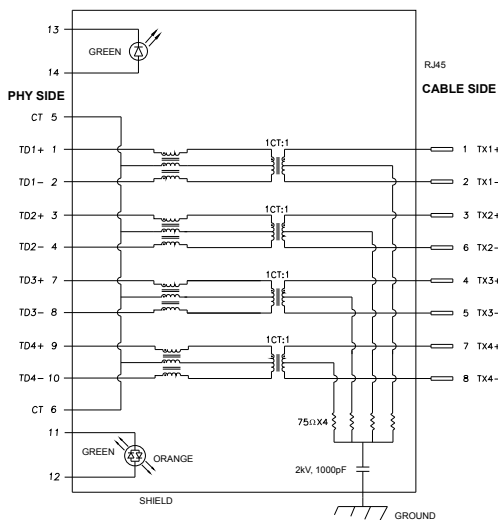 13
GREEN
14
RJ45
PHY SIDE
CABLE SIDE
CT 5
1CT:1
TD1+ 1
1 TX1+
TD1- 2
2 TX1-
1CT:1
TD2+ 3
3 TX2+
TD2- 4
6 TX2-
1CT:1
TD3+ 7
4 TX3+
TD3- 8
5 TX3-
1CT:1
TD4+ 9
7 TX4+
TD4- 10
8 TX4-
CT 6
75ΩX4
11
GREEN
ORANGE
2kV, 1000pF
12
SHIELD
GROUND